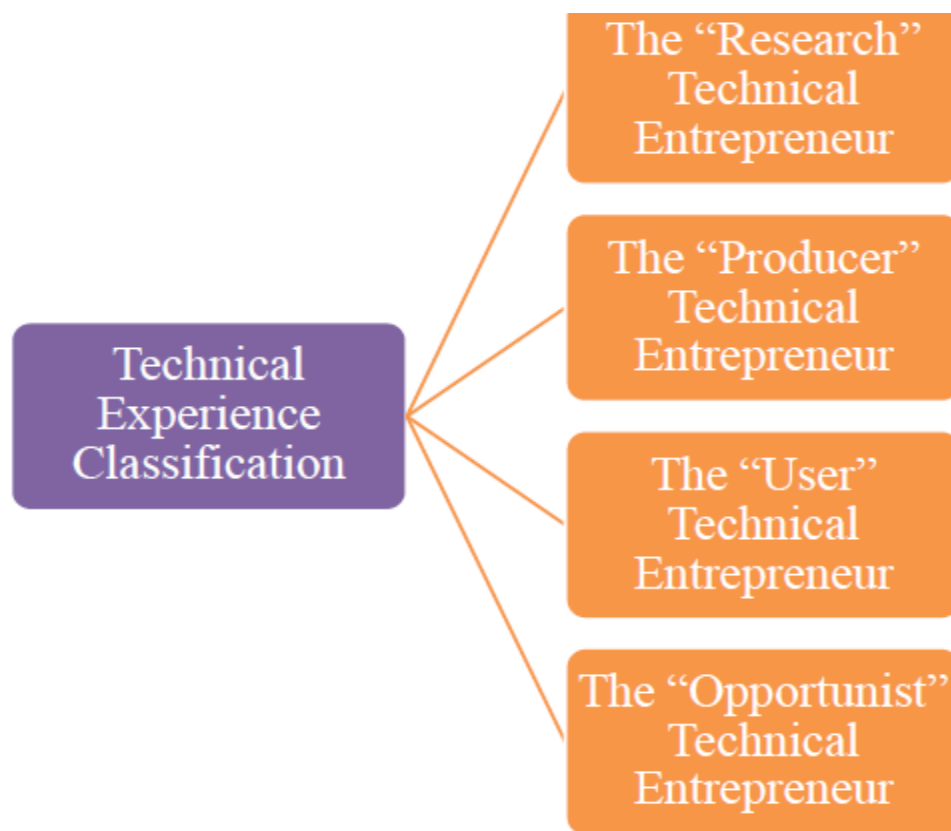 The “Research”
Technical
Entrepreneur
The “Producer”
Technical
Entrepreneur
Technical
Experience
Classification
The “User”
Technical
Entrepreneur
The “Opportunist”
Technical
Entrepreneur